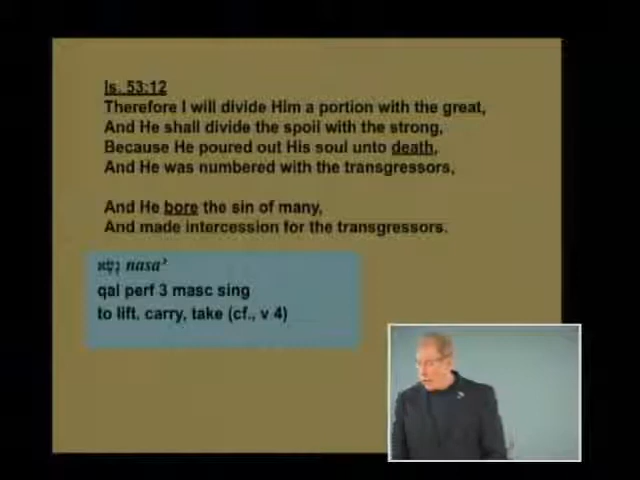 Is. 53:12
Therefore I will divide Him a portion with the great,
And He shall divide the spoil with the strong,
Because He poured out His soul unto death,
And He was numbered with the transgressors,
And He bore the sin of many,
And made intercession for the transgressors.
נָשָׂא nasaʾ
qal perf 3 masc sing
to lift, carry, take (cf., v 4)